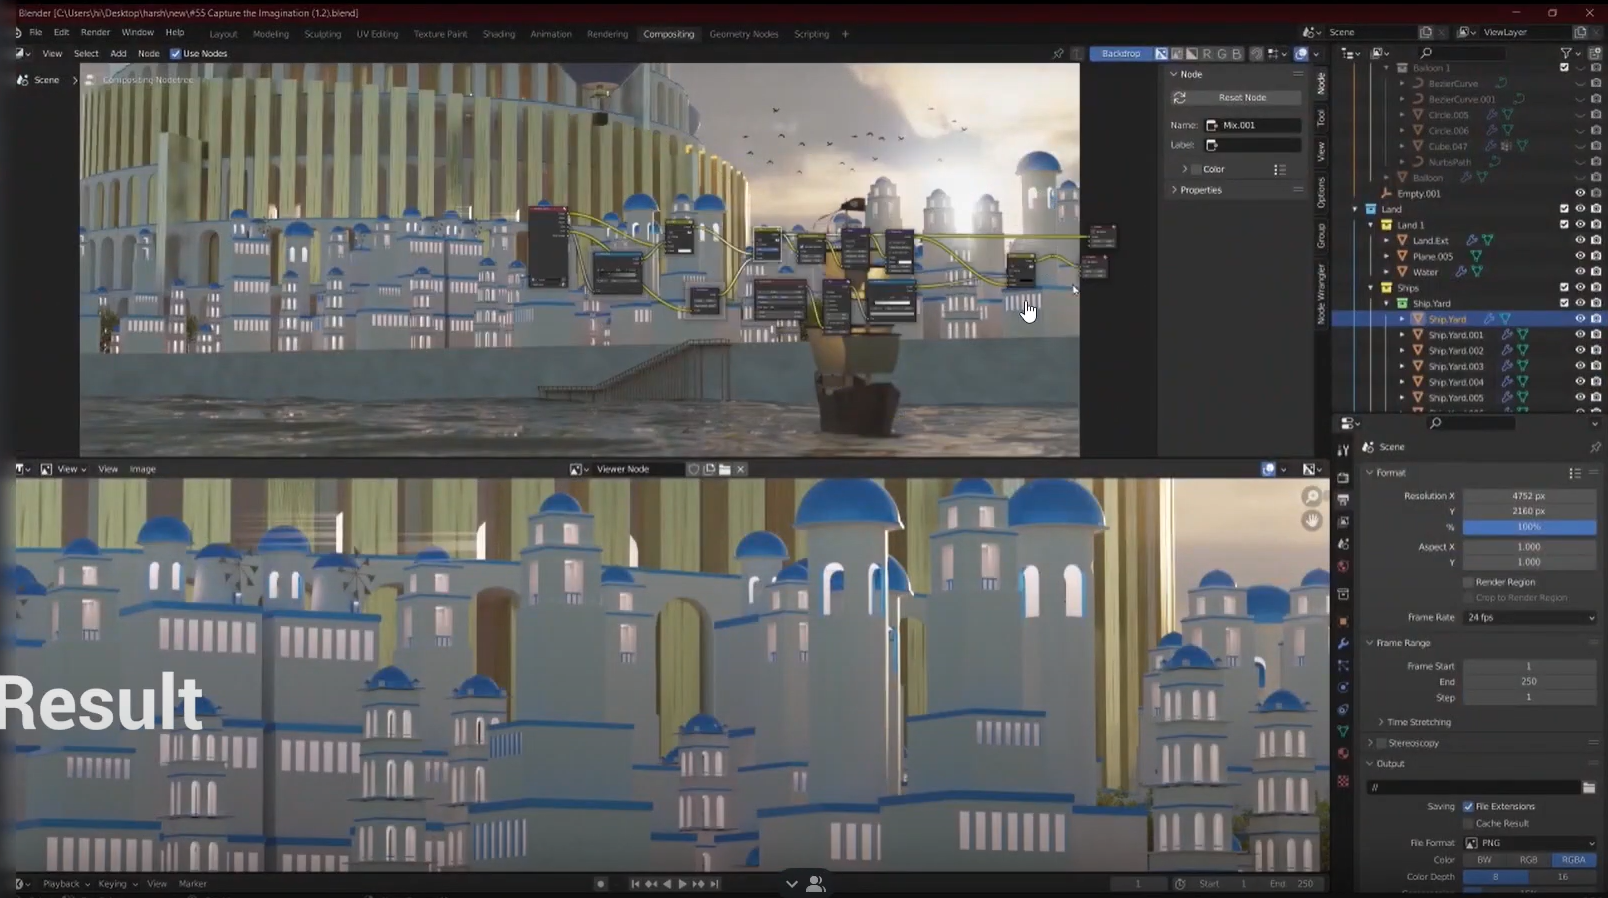 Blender [C:\Users\hi\Desktop\harsh\new\#55 Capture the Imagination (1.2).blend]
File Edit Render Window Help Layout Modeling Sculpting UV Editing Texture Paint Shading Animation Rendering Compositing Geometry Nodes Scripting + Scene ViewLayer
View Select Add Node Use Nodes Backdrop R G B
Scene > Compositing Nodetree
Node
Reset Node
Name: Mix.001
Label:
Color
Properties
Node
Tool
View
Options
Group
Node Wrangler
Balloon 1
BezierCurve
BezierCurve.001
Circle.005
Circle.006
Cube.047
NurbsPath
Balloon
Empty.001
Land
Land 1
Land.Ext
Plane.005
Water
Ships
Ship.Yard
Ship.Yard
Ship.Yard.001
Ship.Yard.002
Ship.Yard.003
Ship.Yard.004
Ship.Yard.005
Scene
Format
Resolution X 4752 px
Y 2160 px
% 100%
Aspect X 1.000
Y 1.000
Render Region
Crop to Render Region
Frame Rate 24 fps
Frame Range
Frame Start 1
End 250
Step 1
Time Stretching
Stereoscopy
Output
//
Saving File Extensions
Cache Result
File Format PNG
Color BW RGB RGBA
Color Depth 8 16
View View Image Viewer Node
Result
Playback Keying View Marker 1 Start 1 End 250